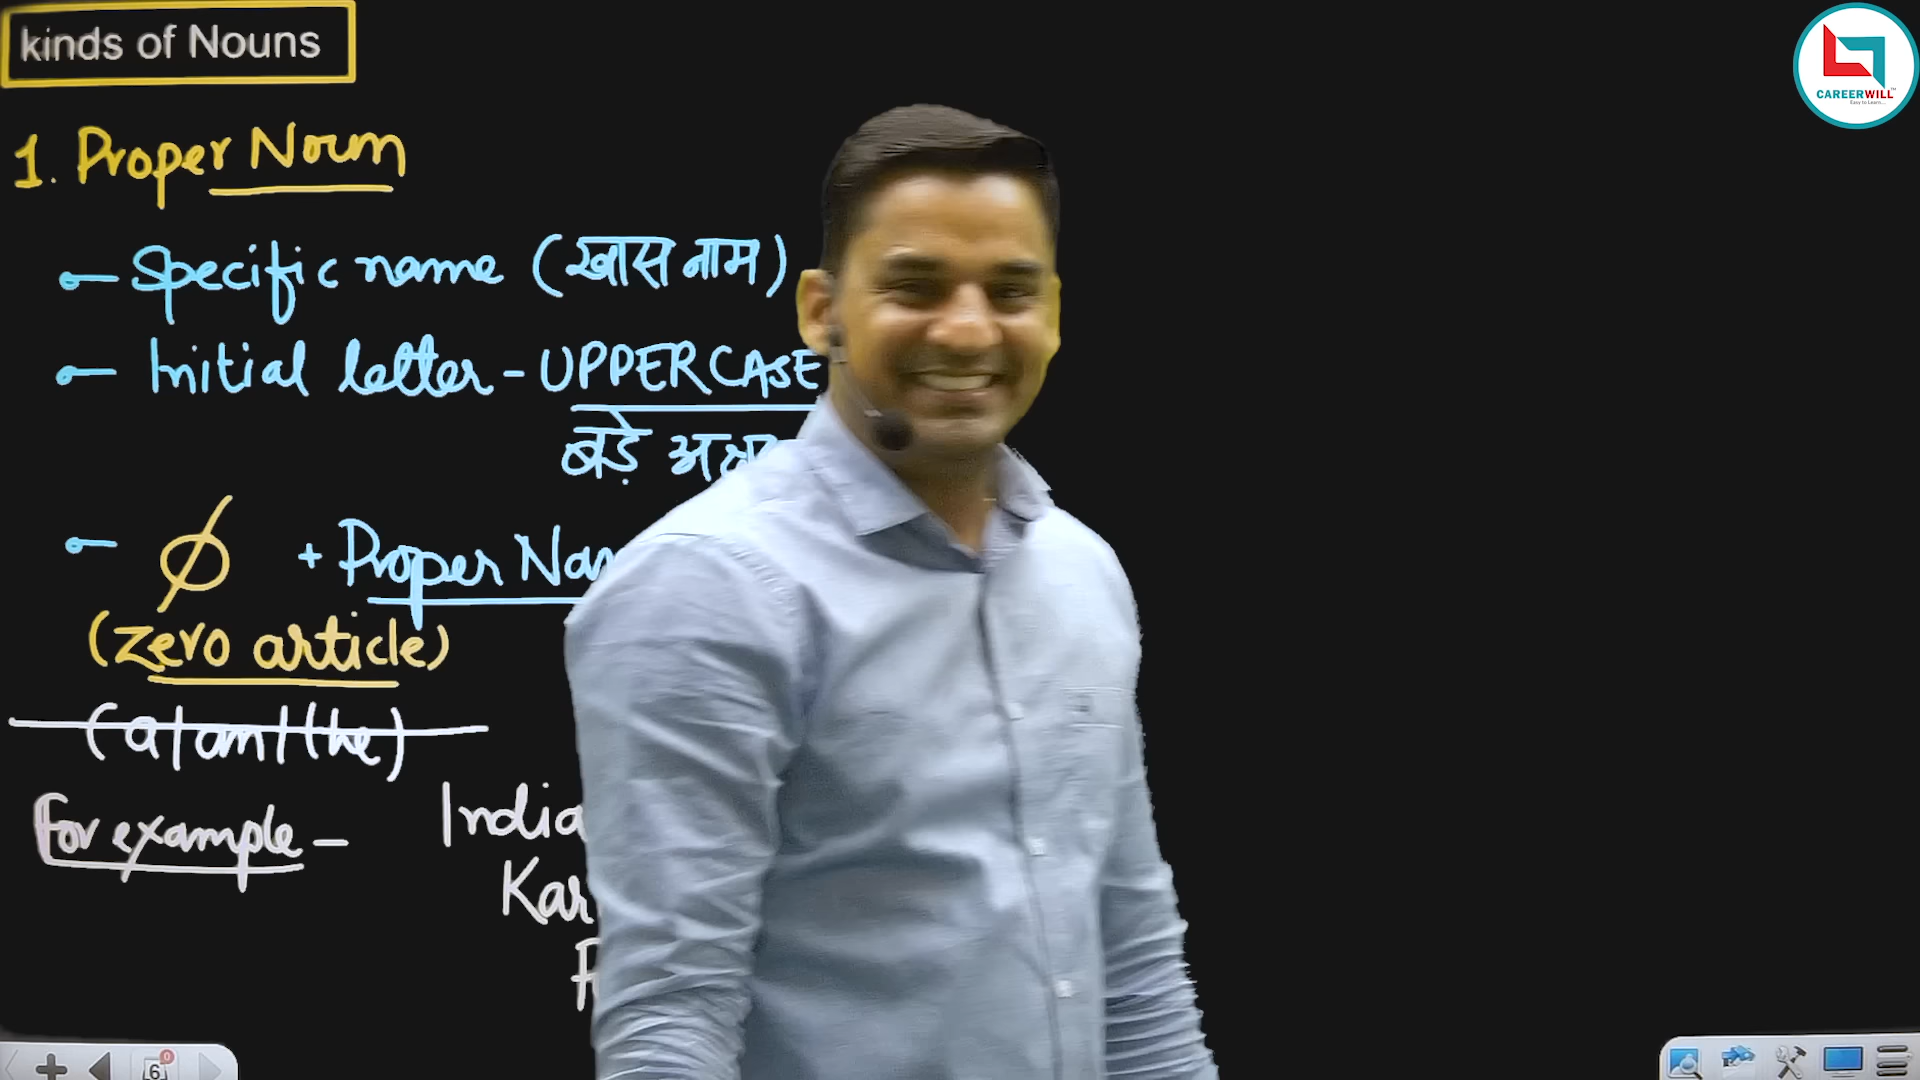 kinds of Nouns
CAREERWILL
1. Proper Noun
Specific name (खास नाम)
Initial letter - UPPERCASE
बड़े
Ø + Proper
(zero article)
(a/an/the)
For example - India